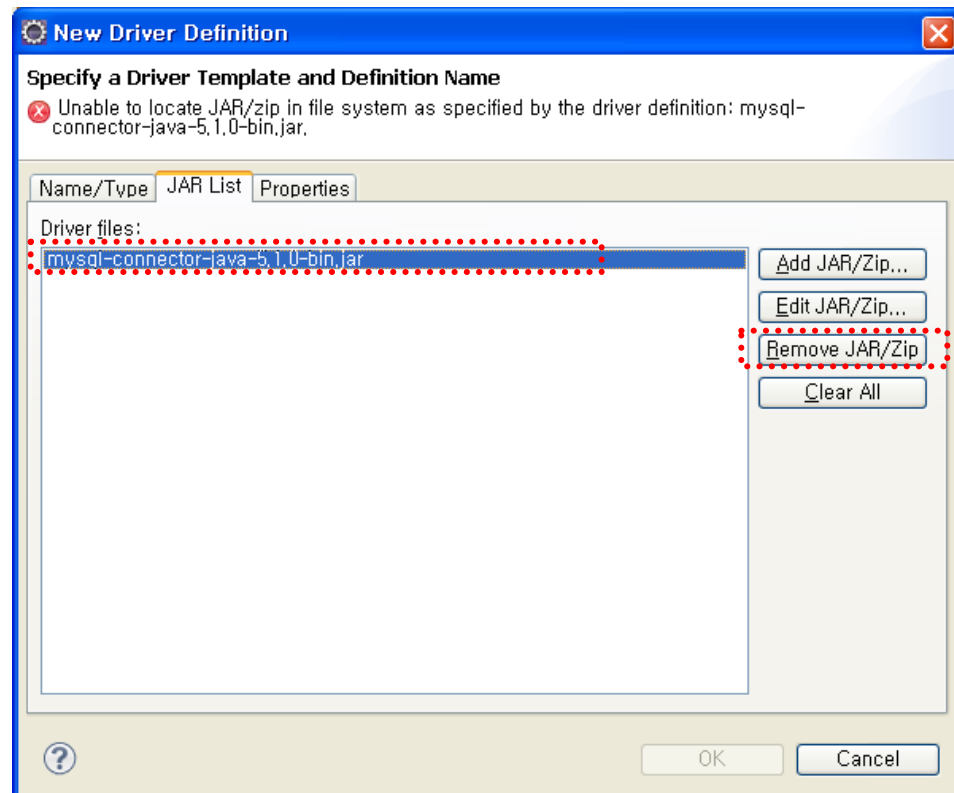 New Driver Definition
Specify a Driver Template and Definition Name
Unable to locate JAR/zip in file system as specified by the driver definition: mysql-
connector-java-5.1.0-bin.jar.
Name/Type JAR List Properties
Driver files:
mysql-connector-java-5.1.0-bin.jar
Add JAR/Zip...
Edit JAR/Zip...
Remove JAR/Zip
Clear All
OK Cancel